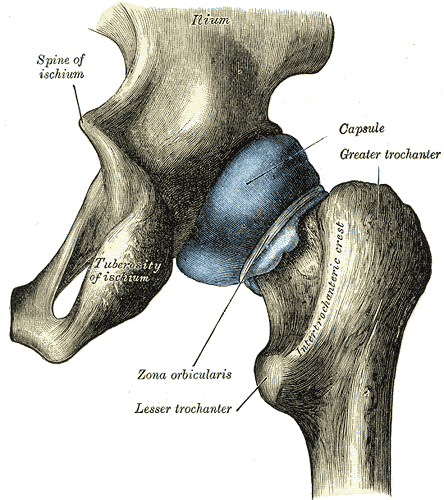 Ilium
Spine of
ischium
Capsule
Greater trochanter
Tuberosity
of ischium
Intertrochanteric crest
Zona orbicularis
Lesser trochanter